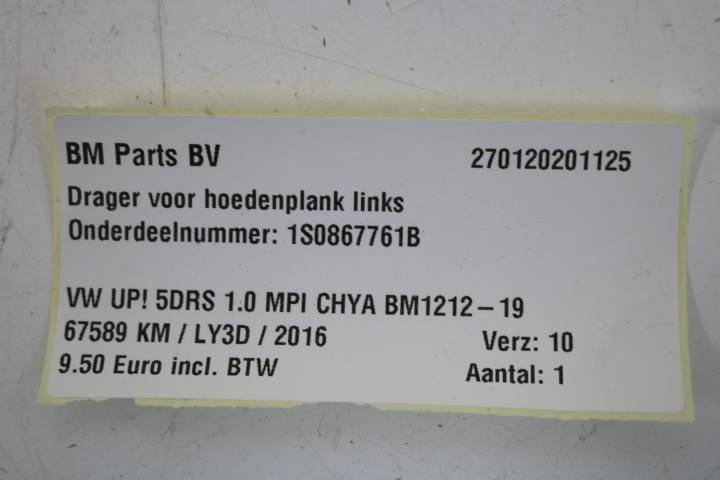 BM Parts BV 270120201125
Drager voor hoedenplank links
Onderdeelnummer: 1S0867761B
VW UP! 5DRS 1.0 MPI CHYA BM1212-19
67589 KM / LY3D / 2016 Verz: 10
9.50 Euro incl. BTW Aantal: 1